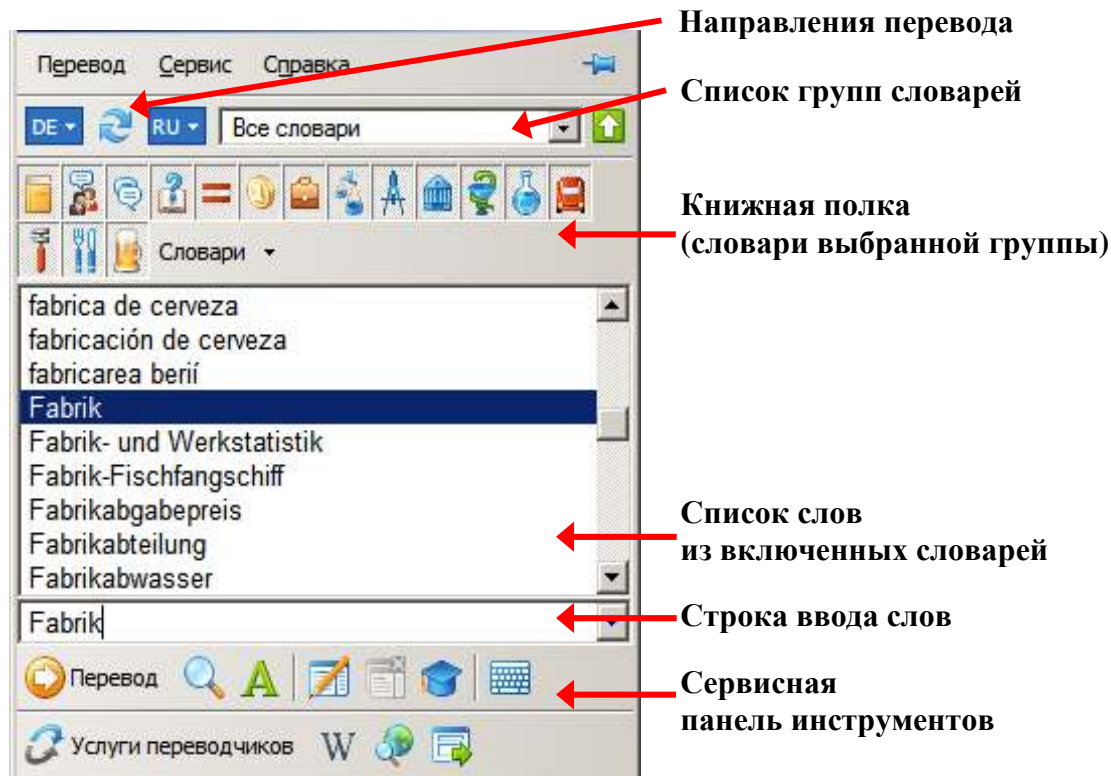 Направления перевода
Перевод Сервис Справка
Список групп словарей
DE RU Все словари
Книжная полка
(словари выбранной группы)
Словари
fabrica de cerveza
fabricación de cerveza
fabricarea berií
Fabrik
Fabrik- und Werkstatistik
Fabrik-Fischfangschiff
Fabrikabgabepreis
Fabrikabteilung
Fabrikabwasser
Список слов
из включенных словарей
Fabrik
Строка ввода слов
Перевод A
Сервисная
панель инструментов
Услуги переводчиков W